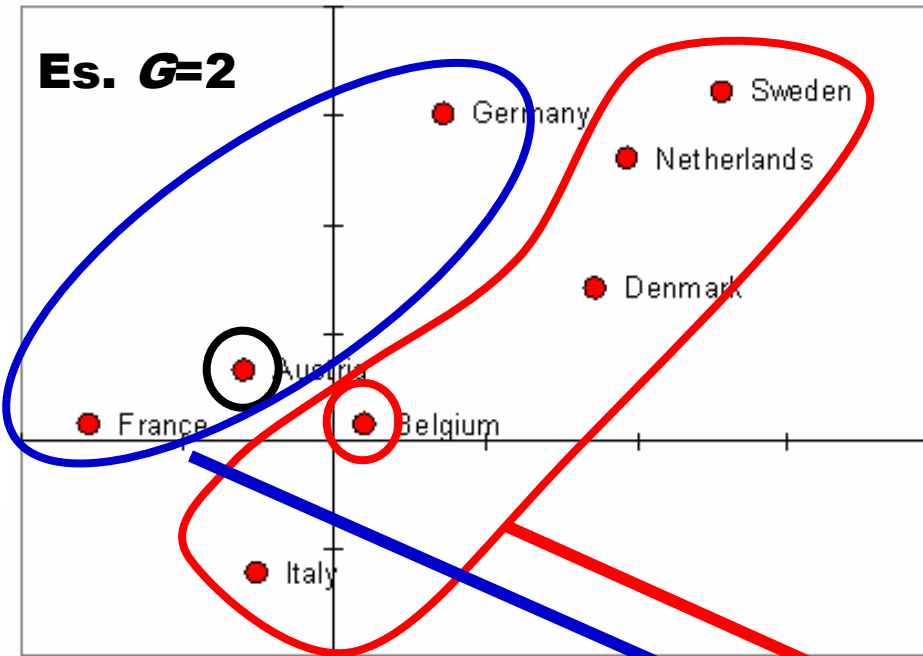 Es. G=2
Germany
Sweden
Netherlands
Denmark
Austria
France
Belgium
Italy